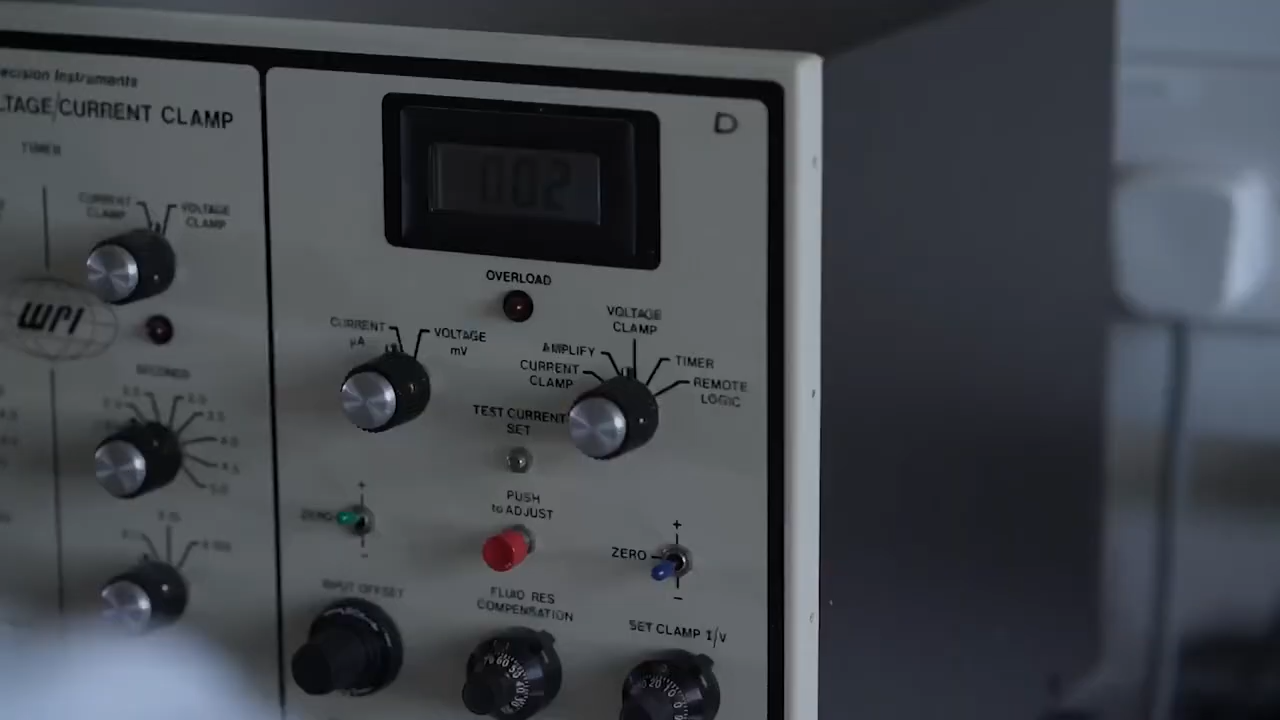 ecision Instruments
LTAGE/CURRENT CLAMP
TIMER
CURRENT
CLAMP
VOLTAGE
CLAMP
WPI
SECONDS
D
002
OVERLOAD
CURRENT
µA
VOLTAGE
mV
VOLTAGE
CLAMP
AMPLIFY
CURRENT
CLAMP
TIMER
REMOTE
LOGIC
TEST CURRENT
SET
PUSH
to ADJUST
+
ZERO
–
+
ZERO
–
INPUT OFFSET
FLUID RES
COMPENSATION
SET CLAMP I/V